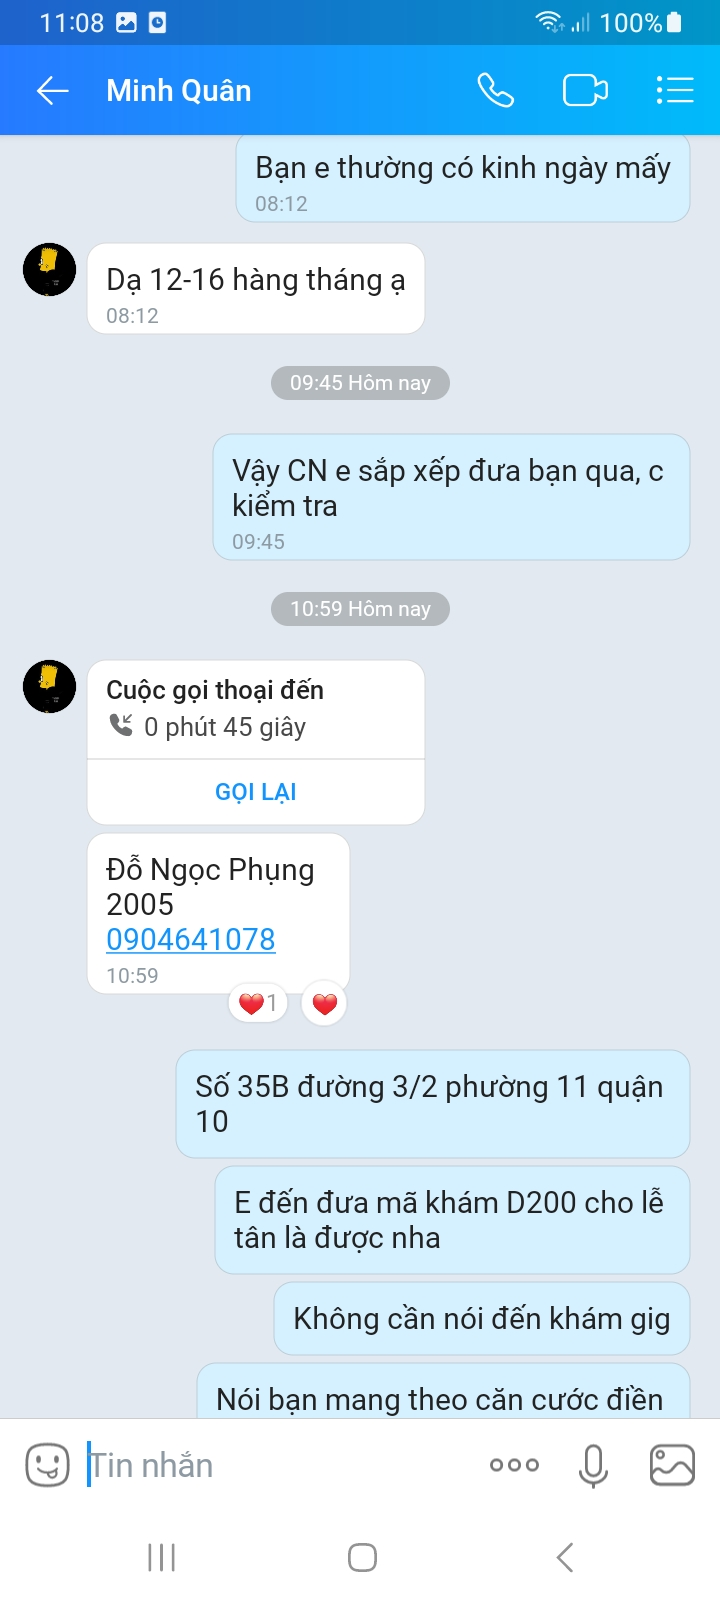 11:08
100%
Minh Quân
Bạn e thường có kinh ngày mấy
08:12
Dạ 12-16 hàng tháng ạ
08:12
09:45 Hôm nay
Vậy CN e sắp xếp đưa bạn qua, c
kiểm tra
09:45
10:59 Hôm nay
Cuộc gọi thoại đến
0 phút 45 giây
GỌI LẠI
Đỗ Ngọc Phụng
2005
0904641078
10:59
1
Số 35B đường 3/2 phường 11 quận
10
E đến đưa mã khám D200 cho lễ
tân là được nha
Không cần nói đến khám gig
Nói bạn mang theo căn cước điền
Tin nhắn